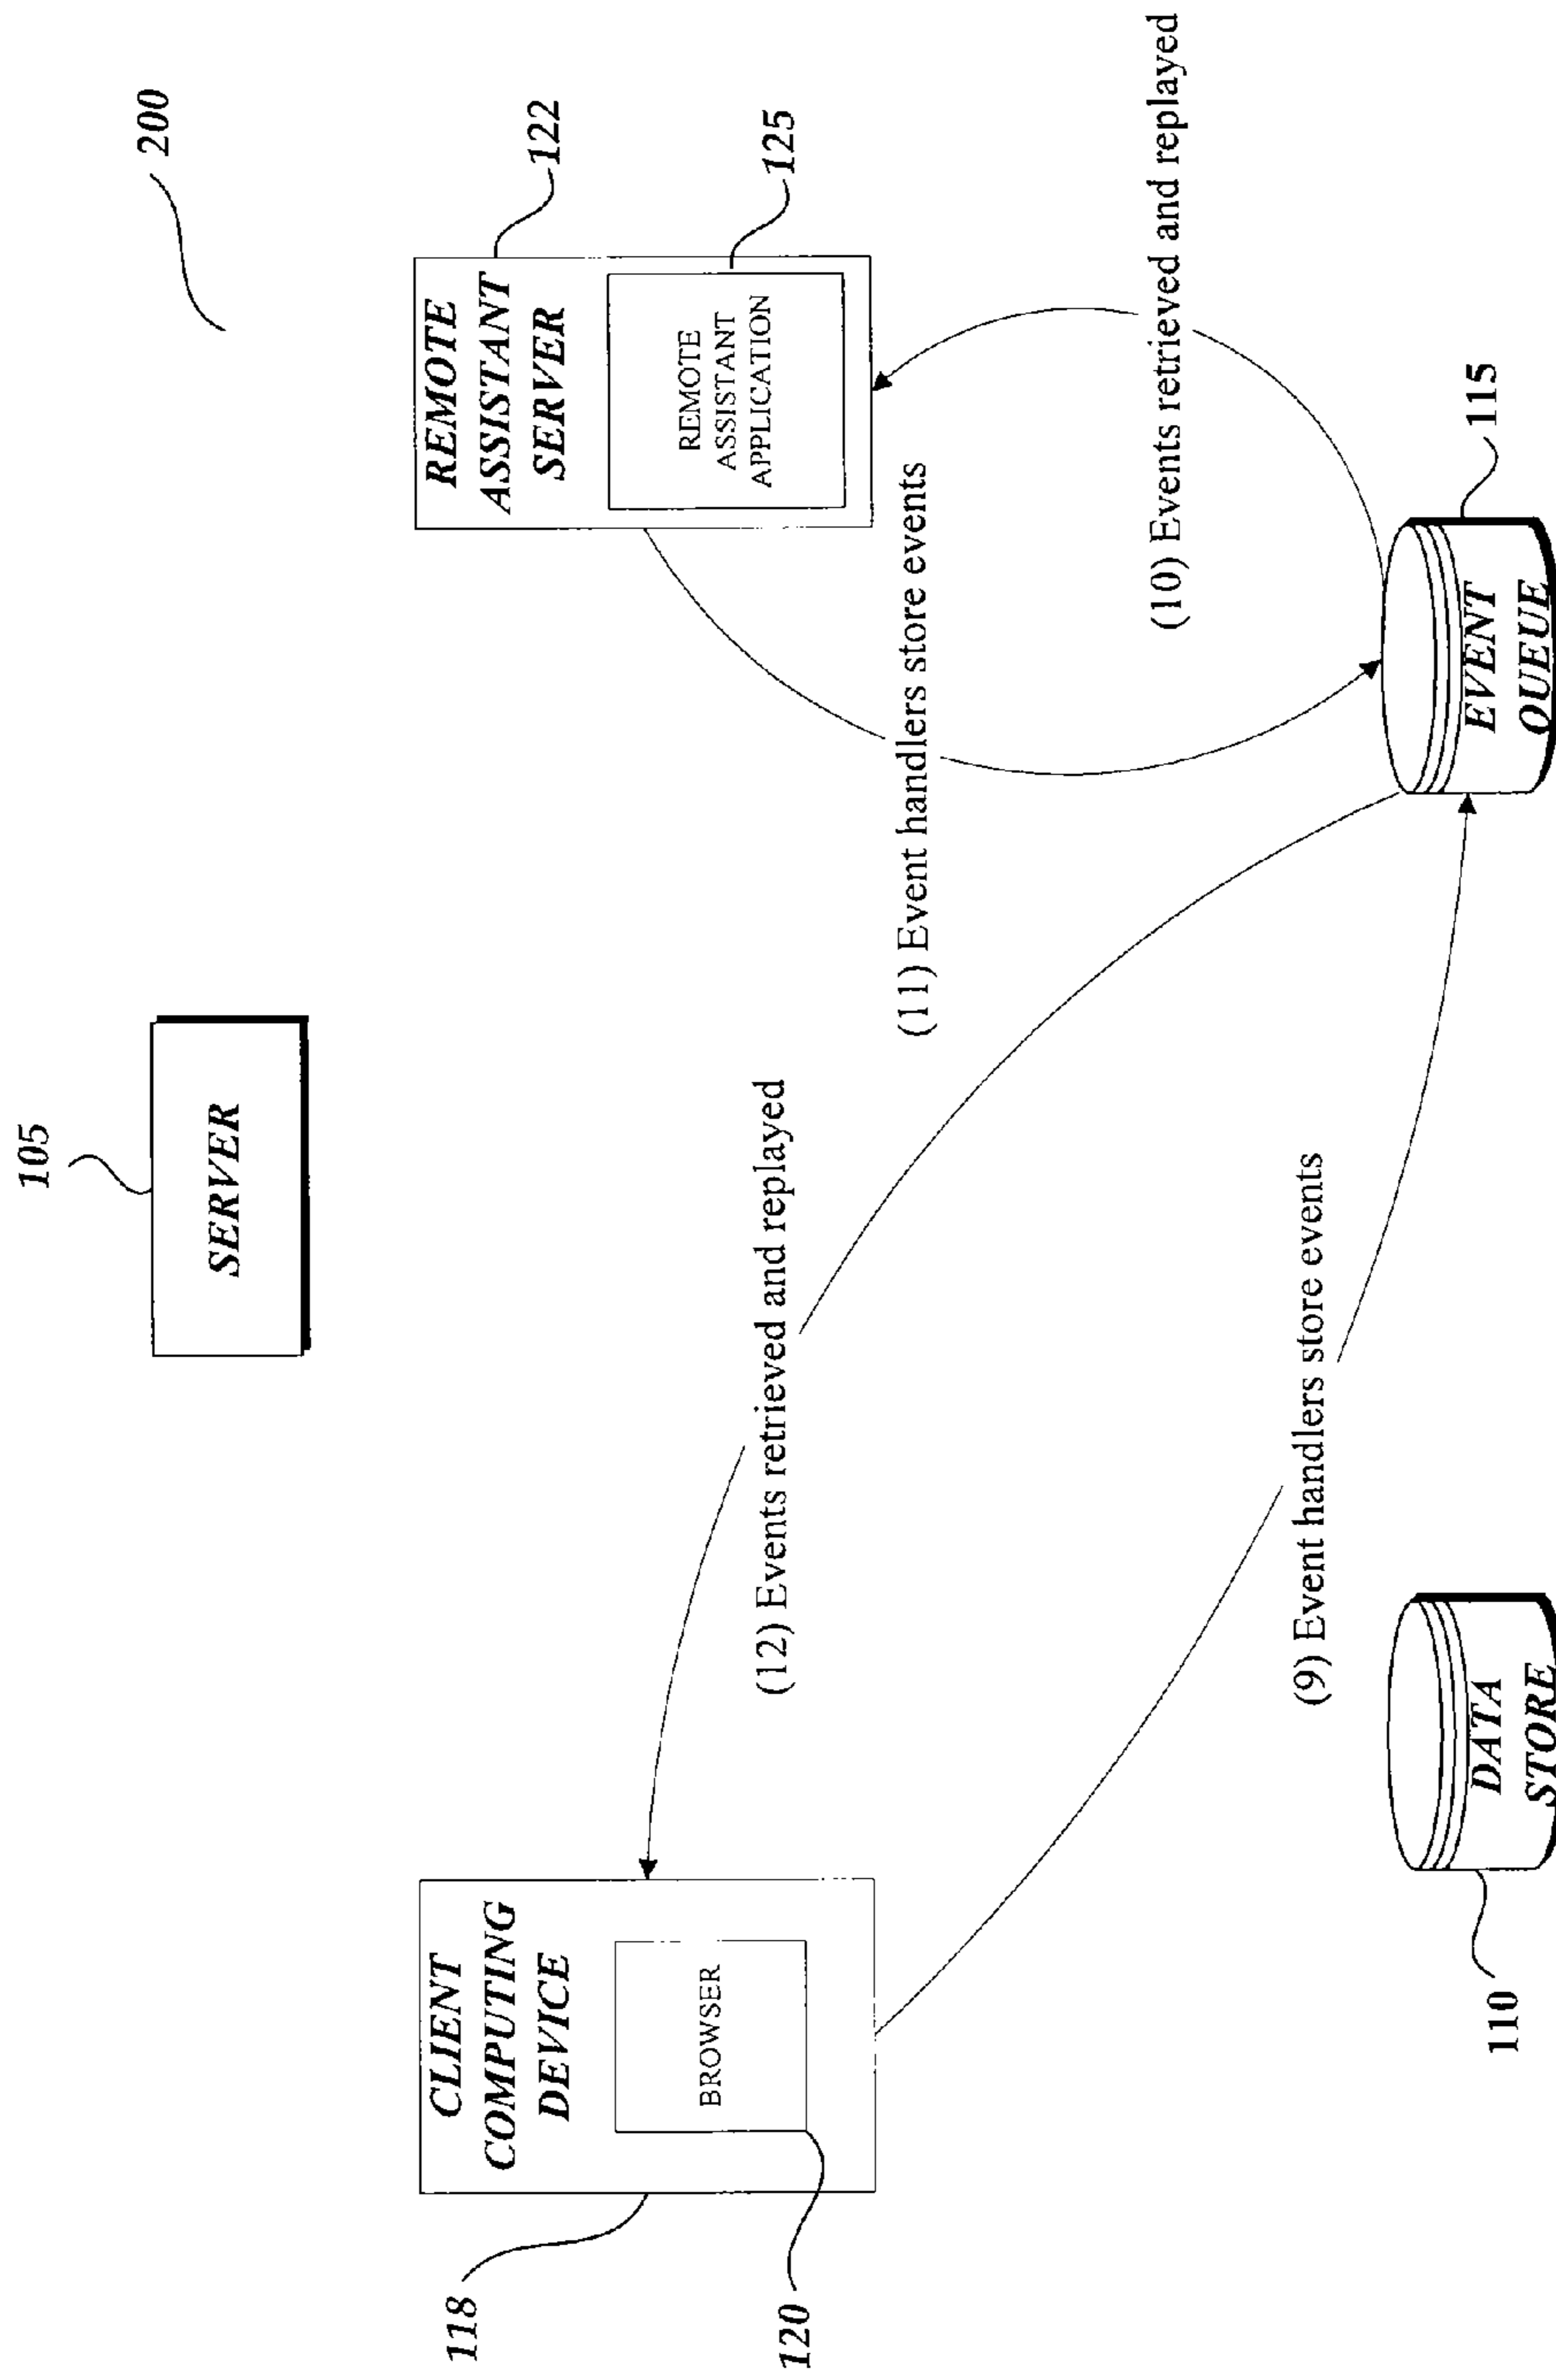 200
105
SERVER
118
CLIENT
COMPUTING
DEVICE
BROWSER
120
REMOTE
ASSISTANT
SERVER
122
REMOTE
ASSISTANT
APPLICATION
125
(12) Events retrieved and replayed
(11) Event handlers store events
(10) Events retrieved and replayed
(9) Event handlers store events
110
DATA
STORE
EVENT
QUEUE
115